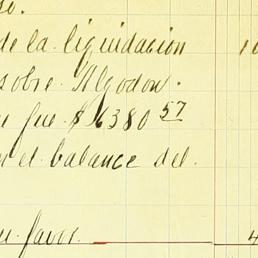 de la liquidacion
sobre Algodon.
fue $6380 57
el balance del
favor.